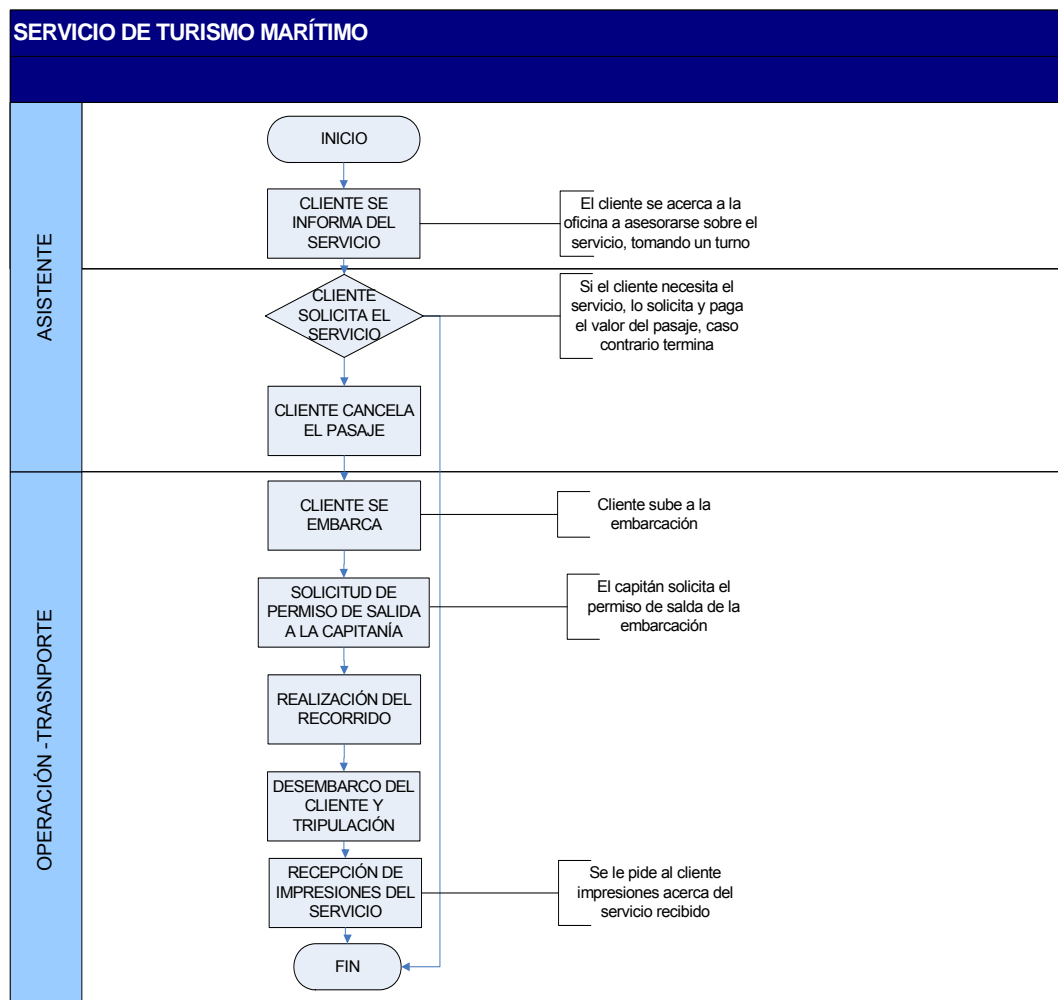 SERVICIO DE TURISMO MARÍTIMO
ASISTENTE
INICIO
CLIENTE SE
INFORMA DEL
SERVICIO
El cliente se acerca a la
oficina a asesorarse sobre el
servicio, tomando un turno
CLIENTE
SOLICITA EL
SERVICIO
Si el cliente necesita el
servicio, lo solicita y paga
el valor del pasaje, caso
contrario termina
CLIENTE CANCELA
EL PASAJE
OPERACIÓN -TRASNPORTE
CLIENTE SE
EMBARCA
Cliente sube a la
embarcación
SOLICITUD DE
PERMISO DE SALIDA
A LA CAPITANÍA
El capitán solicita el
permiso de salda de la
embarcación
REALIZACIÓN DEL
RECORRIDO
DESEMBARCO DEL
CLIENTE Y
TRIPULACIÓN
RECEPCIÓN DE
IMPRESIONES DEL
SERVICIO
Se le pide al cliente
impresiones acerca del
servicio recibido
FIN